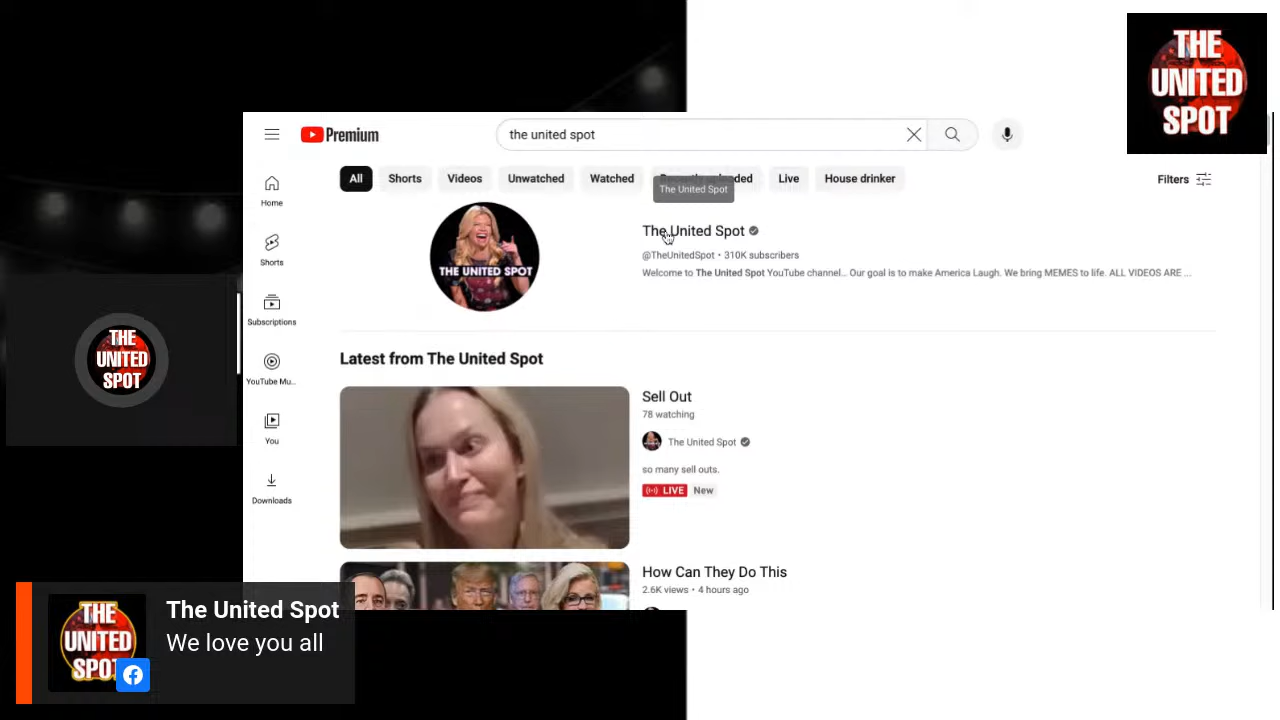 THE
UNITED
SPOT
Premium
the united spot
All
Shorts
Videos
Unwatched
Watched
Live
House drinker
Filters
The United Spot
Home
Shorts
Subscriptions
YouTube Mu...
You
Downloads
THE UNITED SPOT
The United Spot
@TheUnitedSpot • 310K subscribers
Welcome to The United Spot YouTube channel... Our goal is to make America Laugh. We bring MEMES to life. ALL VIDEOS ARE ...
THE
UNITED
SPOT
Latest from The United Spot
Sell Out
78 watching
The United Spot
so many sell outs.
LIVE New
How Can They Do This
2.6K views • 4 hours ago
THE
UNITED
SPOT
The United Spot
We love you all